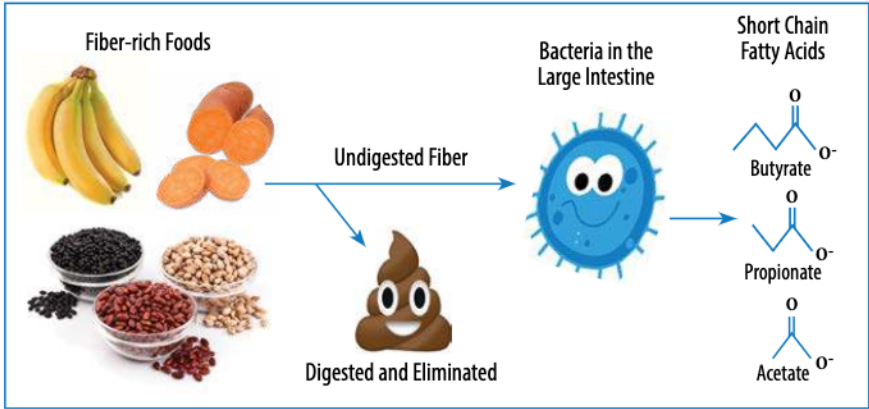 Fiber-rich Foods
Undigested Fiber
Digested and Eliminated
Bacteria in the
Large Intestine
Short Chain
Fatty Acids
O
O-
Butyrate
O
O-
Propionate
O
O-
Acetate